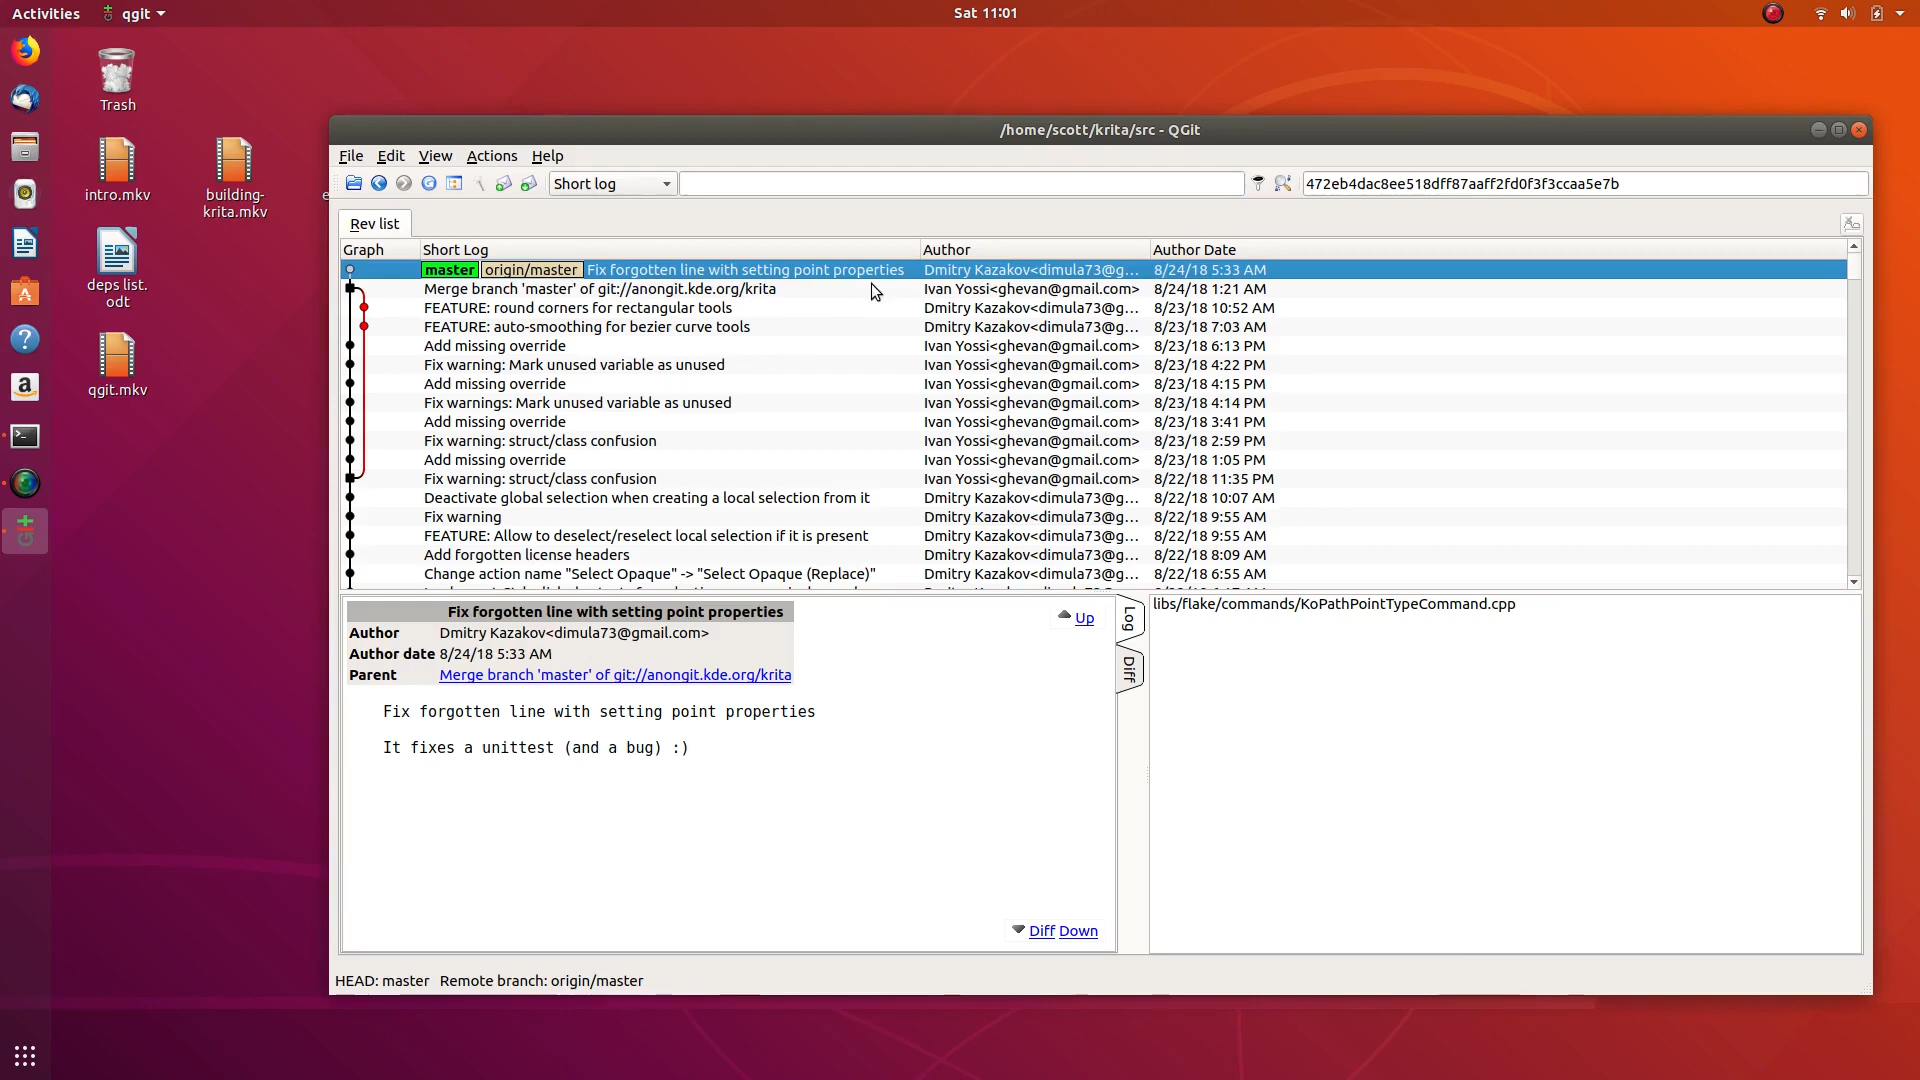 Activities qgit Sat 11:01
Trash
intro.mkv
building-
krita.mkv
e
deps list.
odt
qgit.mkv
/home/scott/krita/src - QGit
File Edit View Actions Help
Short log 472eb4dac8ee518dff87aaff2fd0f3f3ccaa5e7b
Rev list
Graph Short Log Author Author Date
master origin/master Fix forgotten line with setting point properties Dmitry Kazakov<dimula73@g... 8/24/18 5:33 AM
Merge branch 'master' of git://anongit.kde.org/krita Ivan Yossi<ghevan@gmail.com> 8/24/18 1:21 AM
FEATURE: round corners for rectangular tools Dmitry Kazakov<dimula73@g... 8/23/18 10:52 AM
FEATURE: auto-smoothing for bezier curve tools Dmitry Kazakov<dimula73@g... 8/23/18 7:03 AM
Add missing override Ivan Yossi<ghevan@gmail.com> 8/23/18 6:13 PM
Fix warning: Mark unused variable as unused Ivan Yossi<ghevan@gmail.com> 8/23/18 4:22 PM
Add missing override Ivan Yossi<ghevan@gmail.com> 8/23/18 4:15 PM
Fix warnings: Mark unused variable as unused Ivan Yossi<ghevan@gmail.com> 8/23/18 4:14 PM
Add missing override Ivan Yossi<ghevan@gmail.com> 8/23/18 3:41 PM
Fix warning: struct/class confusion Ivan Yossi<ghevan@gmail.com> 8/23/18 2:59 PM
Add missing override Ivan Yossi<ghevan@gmail.com> 8/23/18 1:05 PM
Fix warning: struct/class confusion Ivan Yossi<ghevan@gmail.com> 8/22/18 11:35 PM
Deactivate global selection when creating a local selection from it Dmitry Kazakov<dimula73@g... 8/22/18 10:07 AM
Fix warning Dmitry Kazakov<dimula73@g... 8/22/18 9:55 AM
FEATURE: Allow to deselect/reselect local selection if it is present Dmitry Kazakov<dimula73@g... 8/22/18 9:55 AM
Add forgotten license headers Dmitry Kazakov<dimula73@g... 8/22/18 8:09 AM
Change action name "Select Opaque" -> "Select Opaque (Replace)" Dmitry Kazakov<dimula73@g... 8/22/18 6:55 AM
Fix forgotten line with setting point properties
Author Dmitry Kazakov<dimula73@gmail.com>
Author date 8/24/18 5:33 AM
Parent Merge branch 'master' of git://anongit.kde.org/krita
Fix forgotten line with setting point properties
It fixes a unittest (and a bug) :)
Up
Diff Down
Log
Diff
libs/flake/commands/KoPathPointTypeCommand.cpp
HEAD: master Remote branch: origin/master